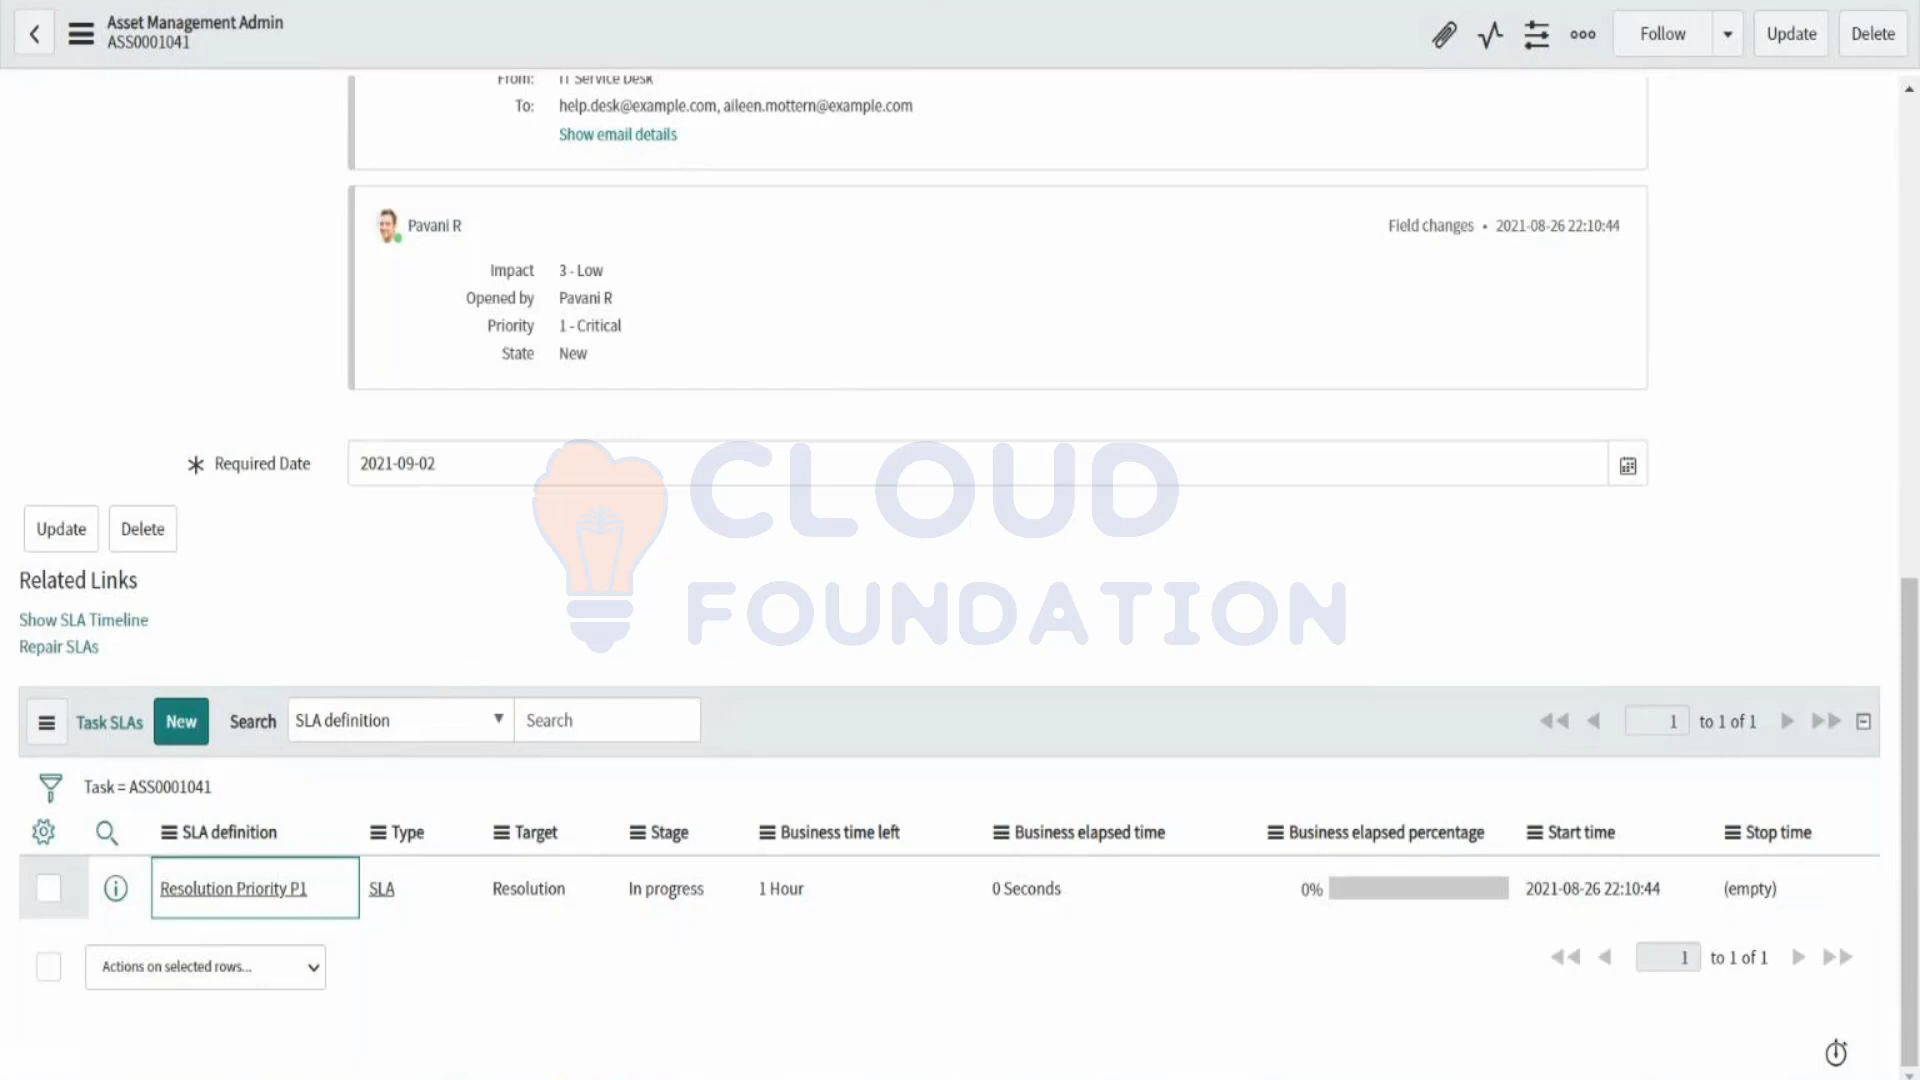 Asset Management Admin
ASS0001041
Follow
Update
Delete
From: IT Service Desk
To: help.desk@example.com, aileen.mottern@example.com
Show email details
Pavani R
Field changes • 2021-08-26 22:10:44
Impact 3 - Low
Opened by Pavani R
Priority 1 - Critical
State New
Required Date 2021-09-02
CLOUD
FOUNDATION
Update
Delete
Related Links
Show SLA Timeline
Repair SLAs
Task SLAs New Search SLA definition Search 1 to 1 of 1
Task = ASS0001041
SLA definition Type Target Stage Business time left Business elapsed time Business elapsed percentage Start time Stop time
Resolution Priority P1 SLA Resolution In progress 1 Hour 0 Seconds 0% 2021-08-26 22:10:44 (empty)
Actions on selected rows... 1 to 1 of 1